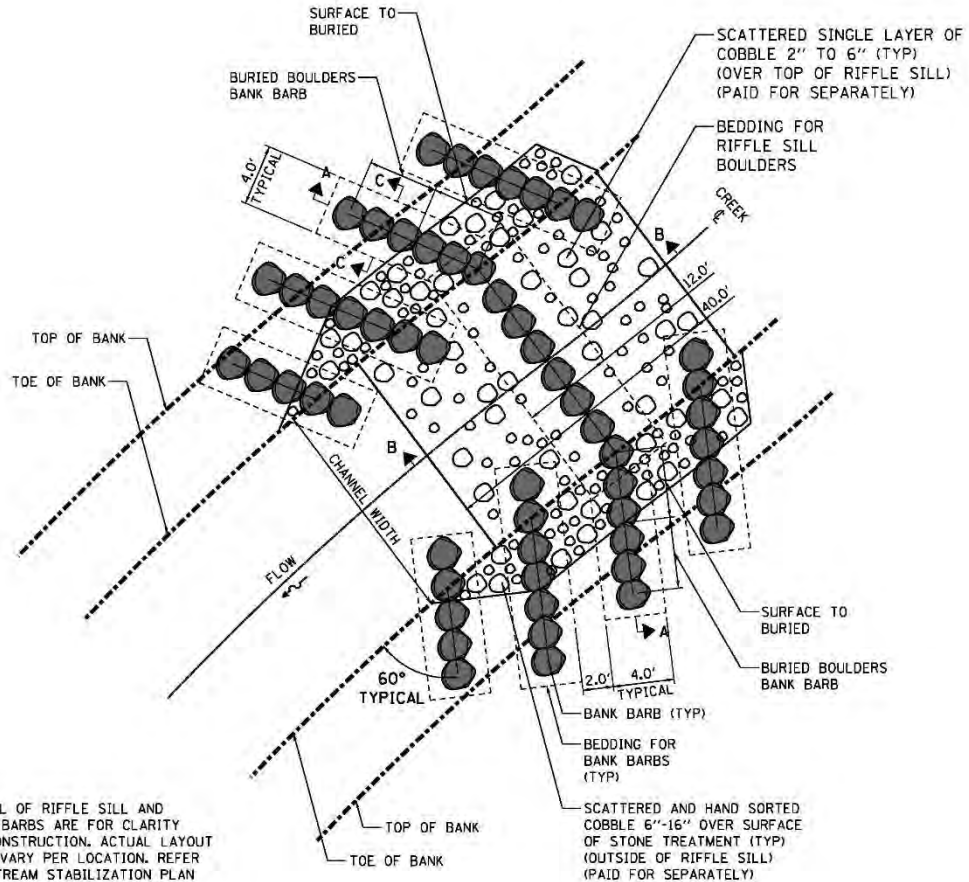 SURFACE TO
BURIED
SCATTERED SINGLE LAYER OF
COBBLE 2" TO 6" (TYP)
(OVER TOP OF RIFFLE SILL)
(PAID FOR SEPARATELY)
BURIED BOULDERS
BANK BARB
BEDDING FOR
RIFFLE SILL
BOULDERS
4.0'
TYPICAL
A
C
C
CREEK
℄
B
12.0'
40.0'
TOP OF BANK
TOE OF BANK
B
CHANNEL WIDTH
FLOW
A
SURFACE TO
BURIED
60°
TYPICAL
2.0'
4.0'
TYPICAL
BURIED BOULDERS
BANK BARB
BANK BARB (TYP)
BEDDING FOR
BANK BARBS
(TYP)
SCATTERED AND HAND SORTED
COBBLE 6"-16" OVER SURFACE
OF STONE TREATMENT (TYP)
(OUTSIDE OF RIFFLE SILL)
(PAID FOR SEPARATELY)
TOP OF BANK
TOE OF BANK
L OF RIFFLE SILL AND
BARBS ARE FOR CLARITY
ONSTRUCTION. ACTUAL LAYOUT
VARY PER LOCATION. REFER
TREAM STABILIZATION PLAN